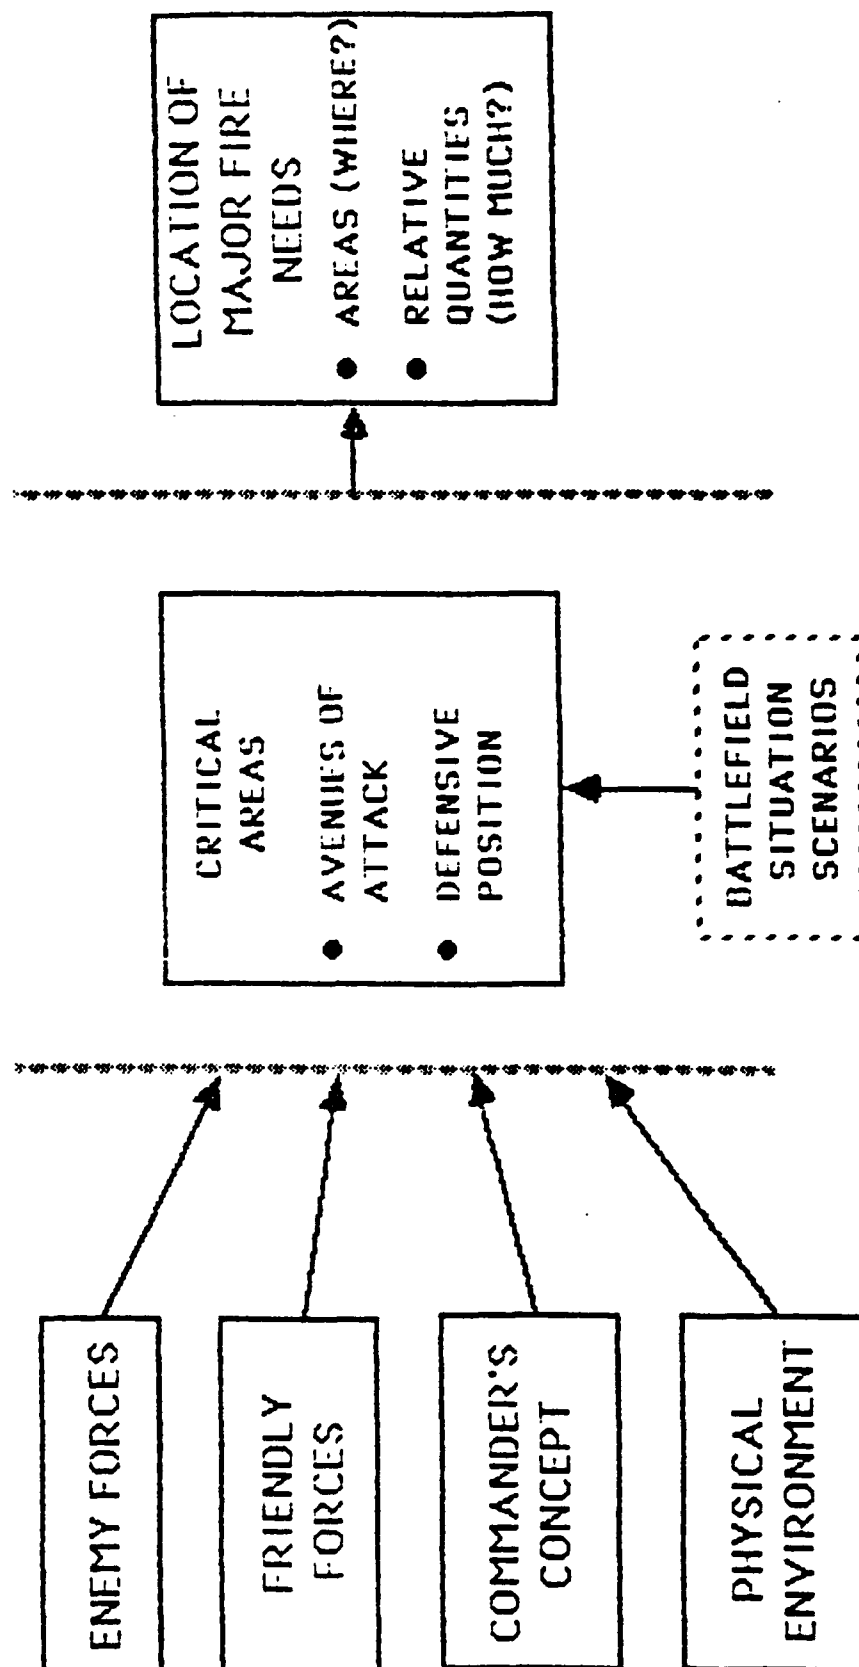 ENEMY FORCES
FRIENDLY
FORCES
COMMANDER'S
CONCEPT
PHYSICAL
ENVIRONMENT
CRITICAL
AREAS
● AVENUES OF
ATTACK
● DEFENSIVE
POSITION
BATTLEFIELD
SITUATION
SCENARIOS
LOCATION OF
MAJOR FIRE
NEEDS
● AREAS (WHERE?)
● RELATIVE
QUANTITIES
(HOW MUCH?)